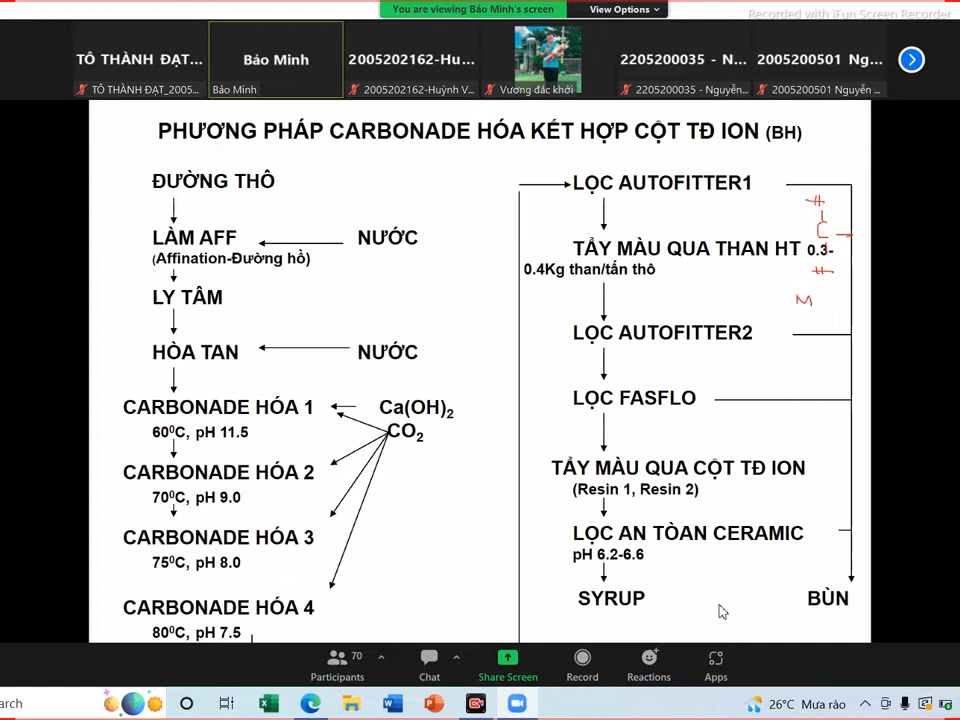 You are viewing Bảo Minh's screen
View Options
Recorded with iFun Screen Recorder
TÔ THÀNH ĐẠT...
Bảo Minh
2005202162-Hu...
2205200035 - N...
2005200501 Ng...
TÔ THÀNH ĐẠT_2005...
Bảo Minh
2005202162-Huỳnh V...
Vương đắc khởi
2205200035 - Nguyễn...
2005200501 Nguyễn
PHƯƠNG PHÁP CARBONADE HÓA KẾT HỢP CỘT TĐ ION (BH)
ĐƯỜNG THÔ
LÀM AFF
NƯỚC
(Affination-Đường hồ)
LY TÂM
HÒA TAN
NƯỚC
CARBONADE HÓA 1
Ca(OH)2
60⁰C, pH 11.5
CO2
CARBONADE HÓA 2
70⁰C, pH 9.0
CARBONADE HÓA 3
75⁰C, pH 8.0
CARBONADE HÓA 4
80⁰C, pH 7.5
LỌC AUTOFITTER1
TẨY MÀU QUA THAN HT 0.3-
0.4Kg than/tấn thô
LỌC AUTOFITTER2
LỌC FASFLO
TẨY MÀU QUA CỘT TĐ ION
(Resin 1, Resin 2)
LỌC AN TÒAN CERAMIC
pH 6.2-6.6
SYRUP
BÙN
70
Participants
Chat
Share Screen
Record
Reactions
Apps
rch
26°C Mưa rào